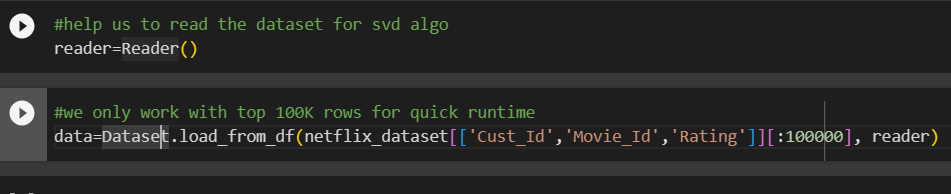 #help us to read the dataset for svd algo
reader=Reader()
#we only work with top 100K rows for quick runtime
data=Dataset.load_from_df(netflix_dataset[['Cust_Id','Movie_Id','Rating']][:100000], reader)